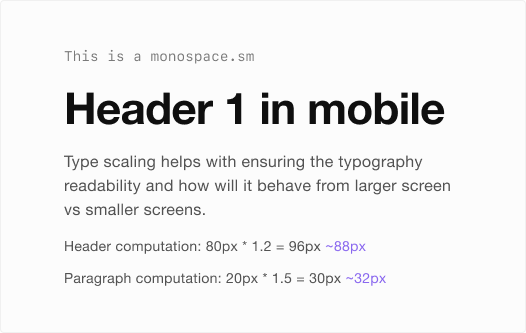 This is a monospace.sm
Header 1 in mobile
Type scaling helps with ensuring the typography
readability and how will it behave from larger screen
vs smaller screens.
Header computation: 80px * 1.2 = 96px ~88px
Paragraph computation: 20px * 1.5 = 30px ~32px